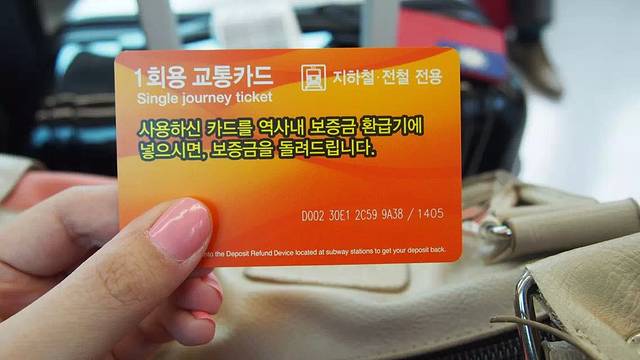 1회용 교통카드
Single journey ticket
지하철·전철 전용
사용하신 카드를 역사내 보증금 환급기에
넣으시면, 보증금을 돌려드립니다.
D002 30E1 2C59 9A38 / 1405
into the Deposit Refund Device located at subway stations to get your deposit back.